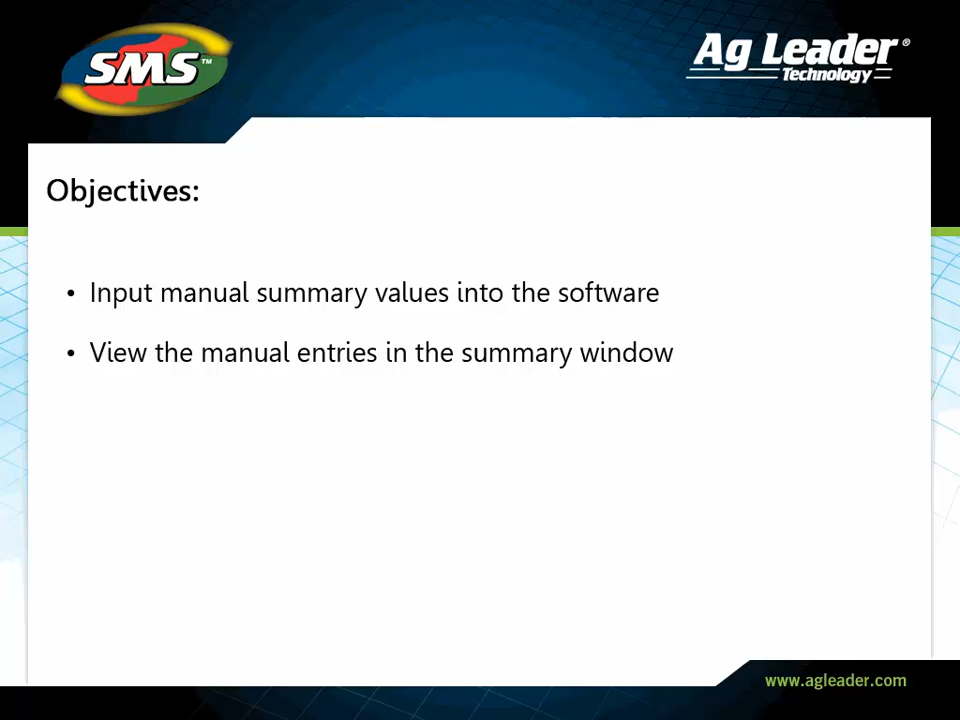 SMS™
Ag Leader®
Technology
Objectives:
• Input manual summary values into the software
• View the manual entries in the summary window
www.agleader.com